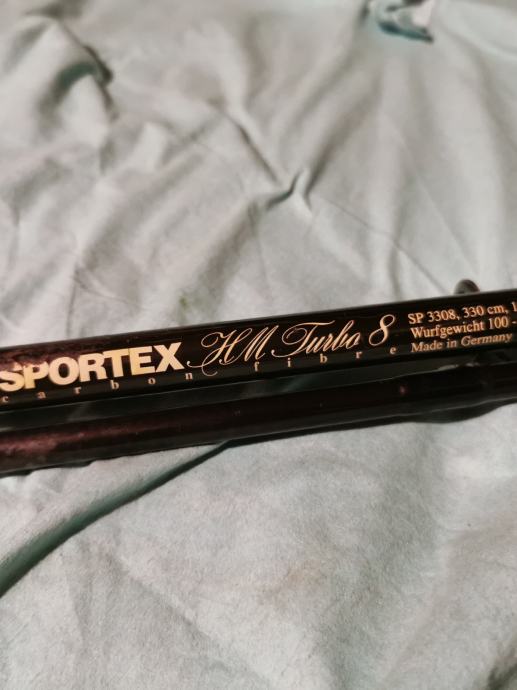 SPORTEX HM Turbo 8
carbon fibre
SP 3308, 330 cm,
Wurfgewicht 100 -
Made in Germany